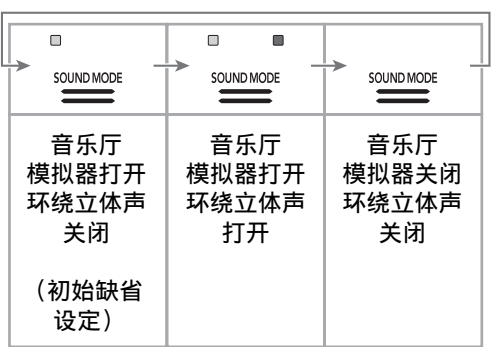 SOUND MODE
SOUND MODE
SOUND MODE
音乐厅
模拟器打开
环绕立体声
关闭
（初始缺省
设定）
音乐厅
模拟器打开
环绕立体声
打开
音乐厅
模拟器关闭
环绕立体声
关闭